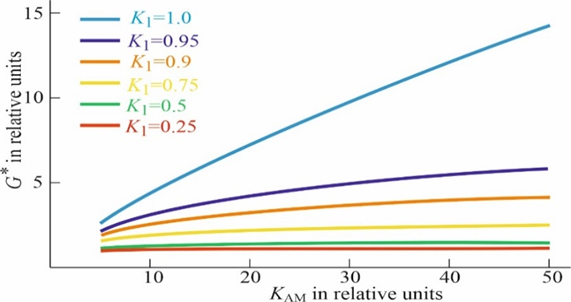 15
10
5
K1=1.0
K1=0.95
K1=0.9
K1=0.75
K1=0.5
K1=0.25
G* in relative units
10 20 30 40 50
KAM in relative units